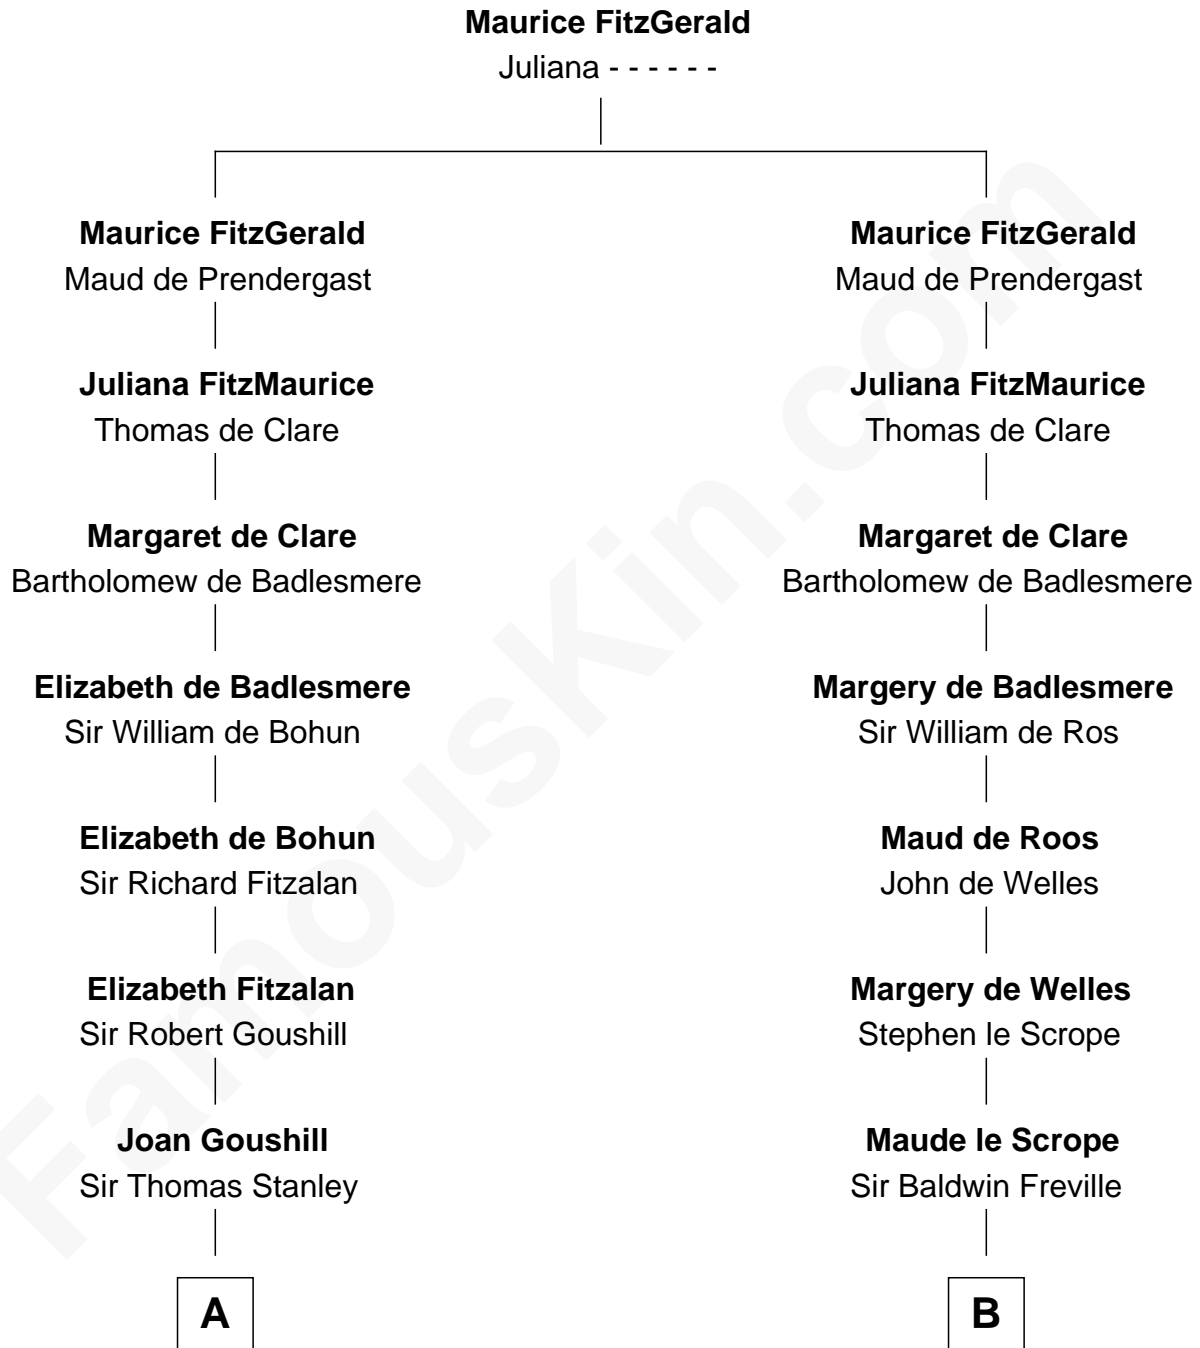 Maurice FitzGerald
Juliana - - - - - -
Maurice FitzGerald
Maud de Prendergast
Juliana FitzMaurice
Thomas de Clare
Margaret de Clare
Bartholomew de Badlesmere
Elizabeth de Badlesmere
Sir William de Bohun
Elizabeth de Bohun
Sir Richard Fitzalan
Elizabeth Fitzalan
Sir Robert Goushill
Joan Goushill
Sir Thomas Stanley
A
Maurice FitzGerald
Maud de Prendergast
Juliana FitzMaurice
Thomas de Clare
Margaret de Clare
Bartholomew de Badlesmere
Margery de Badlesmere
Sir William de Ros
Maud de Roos
John de Welles
Margery de Welles
Stephen le Scrope
Maude le Scrope
Sir Baldwin Freville
B
FamousKin.com